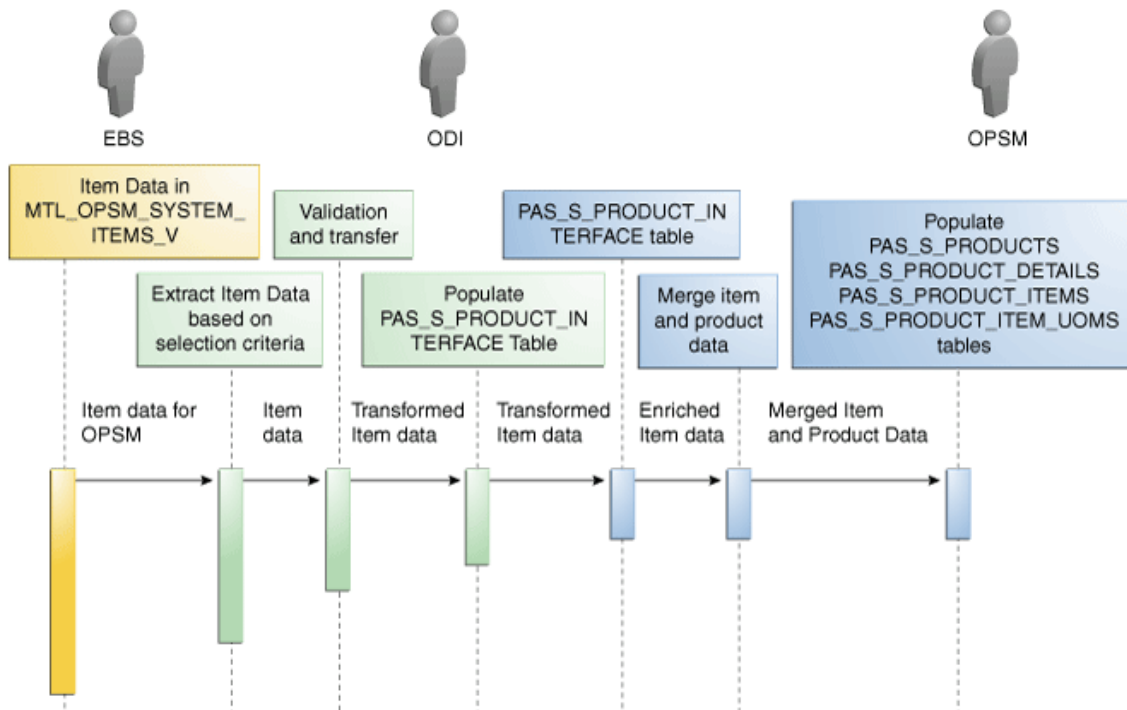 EBS
ODI
OPSM
Item Data in
MTL_OPSM_SYSTEM_
ITEMS_V
Extract Item Data
based on
selection criteria
Validation
and transfer
Populate
PAS_S_PRODUCT_IN
TERFACE Table
PAS_S_PRODUCT_IN
TERFACE table
Merge item
and product
data
Populate
PAS_S_PRODUCTS
PAS_S_PRODUCT_DETAILS
PAS_S_PRODUCT_ITEMS
PAS_S_PRODUCT_ITEM_UOMS
tables
Item data for
OPSM
Item
data
Transformed
Item data
Transformed
Item data
Enriched
Item data
Merged Item
and Product Data